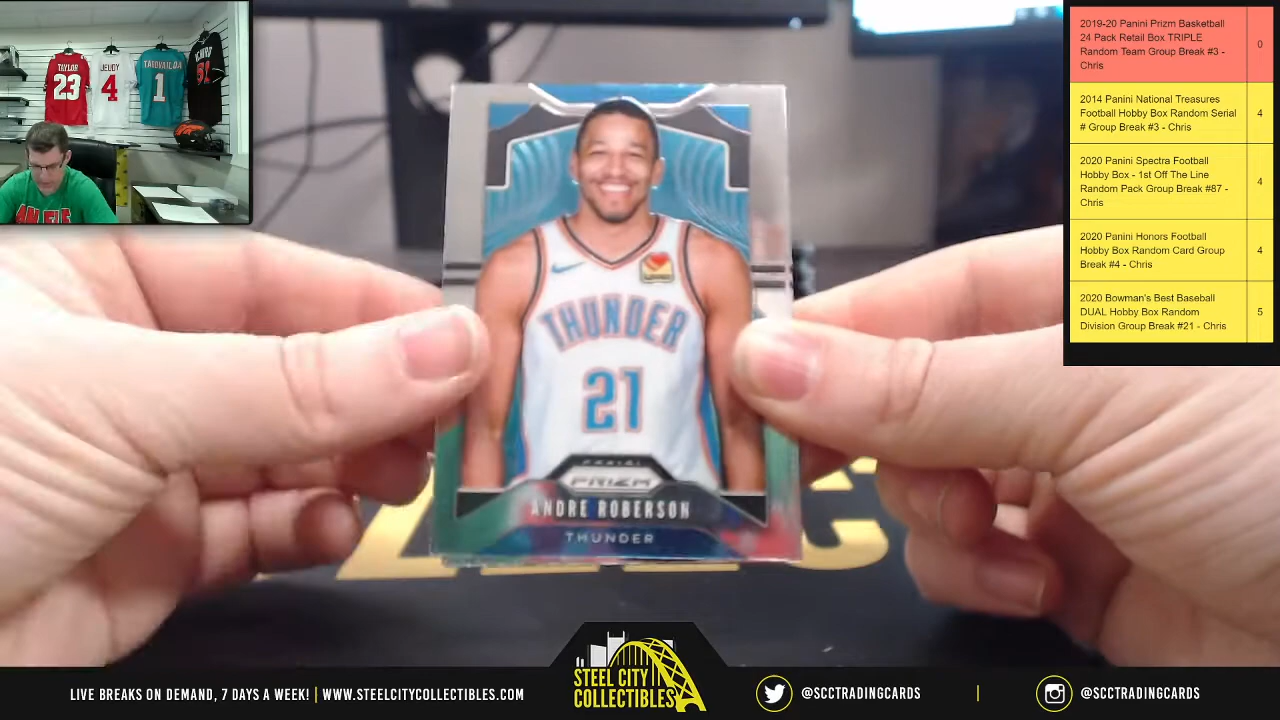 TAYLOR
23
JEUDY
4
TAGOVAILOA
1
2019-20 Panini Prizm Basketball
24 Pack Retail Box TRIPLE
Random Team Group Break #3 -
Chris
0
2014 Panini National Treasures
Football Hobby Box Random Serial
# Group Break #3 - Chris
4
2020 Panini Spectra Football
Hobby Box - 1st Off The Line
Random Pack Group Break #87 -
Chris
4
2020 Panini Honors Football
Hobby Box Random Card Group
Break #4 - Chris
4
2020 Bowman's Best Baseball
DUAL Hobby Box Random
Division Group Break #21 - Chris
5
THUNDER
21
PANINI
PRIZM
ANDRE ROBERSON
THUNDER
LIVE BREAKS ON DEMAND, 7 DAYS A WEEK! | WWW.STEELCITYCOLLECTIBLES.COM
STEEL CITY
COLLECTIBLES
@SCCTRADINGCARDS
|
@SCCTRADINGCARDS